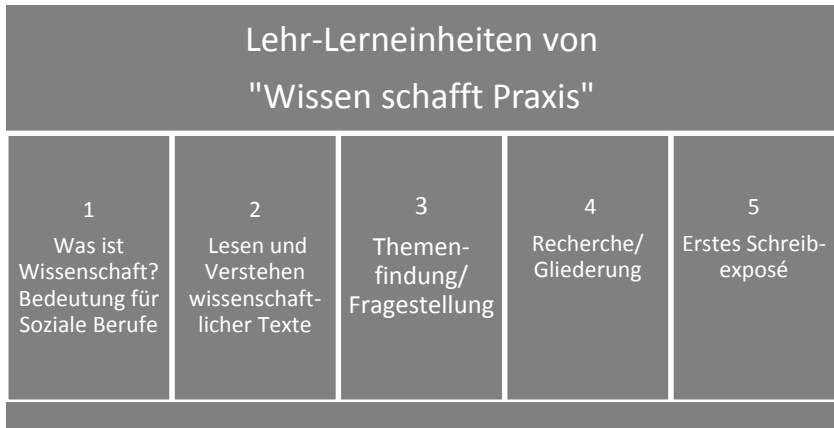 Lehr-Lerneinheiten von
"Wissen schafft Praxis"
1
Was ist
Wissenschaft?
Bedeutung für
Soziale Berufe
2
Lesen und
Verstehen
wissenschaft-
licher Texte
3
Themen-
findung/
Fragestellung
4
Recherche/
Gliederung
5
Erstes Schreib-
exposé